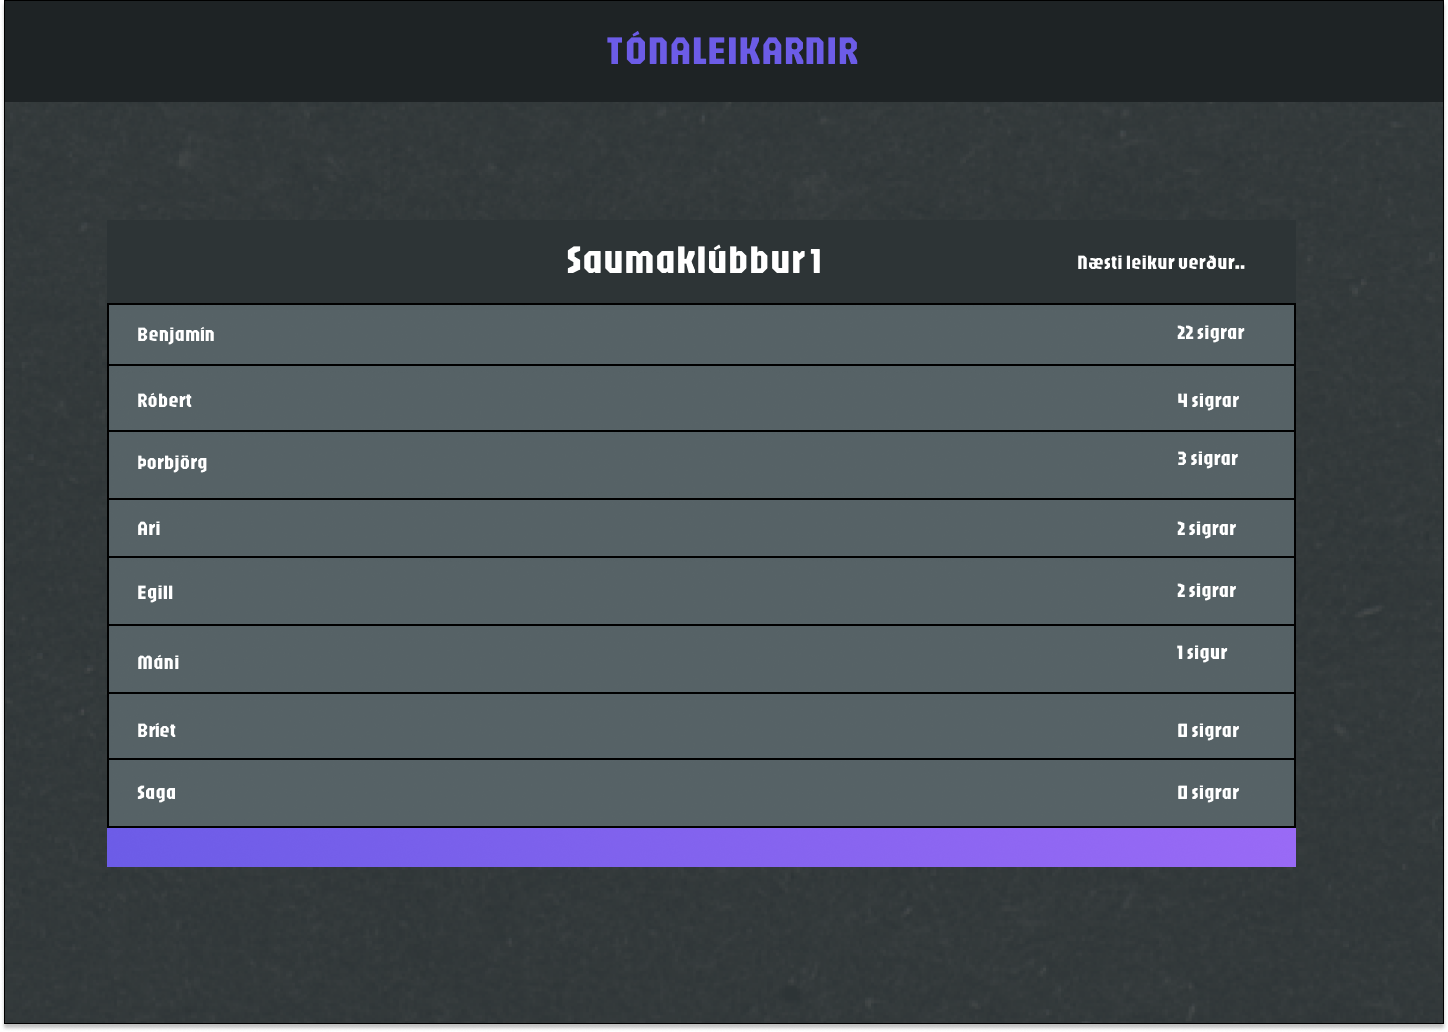 TÓNALEIKARNIR
Saumaklúbbur 1
Næsti leikur verður..
Benjamín 22 sigrar
Róbert 4 sigrar
Þorbjörg 3 sigrar
Ari 2 sigrar
Egill 2 sigrar
Máni 1 sigur
Bríet 0 sigrar
Saga 0 sigrar